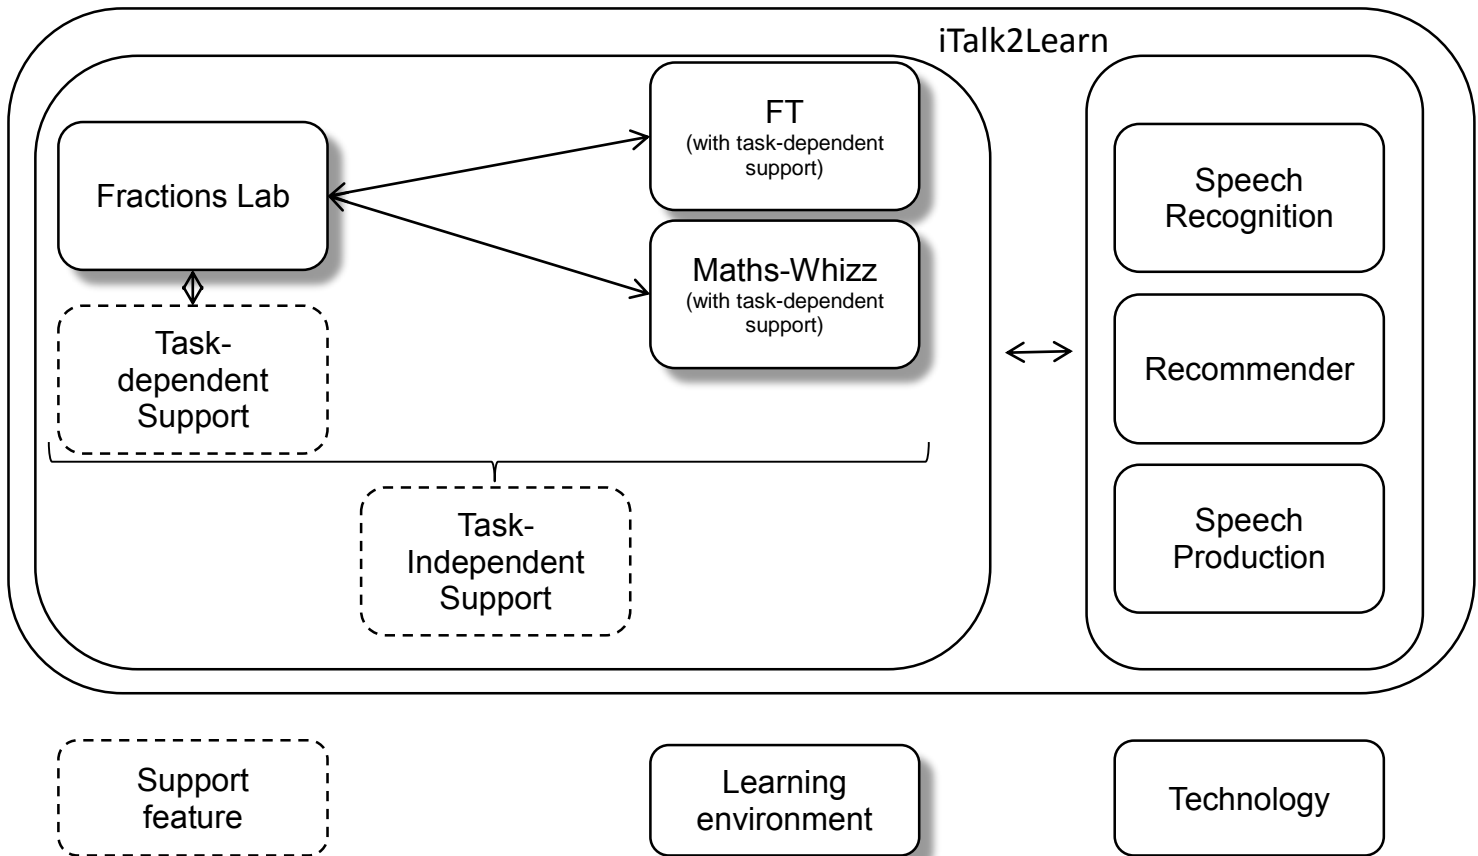 iTalk2Learn
Fractions Lab
FT
(with task-dependent
support)
Maths-Whizz
(with task-dependent
support)
Task-
dependent
Support
Task-
Independent
Support
Speech
Recognition
Recommender
Speech
Production
Support
feature
Learning
environment
Technology